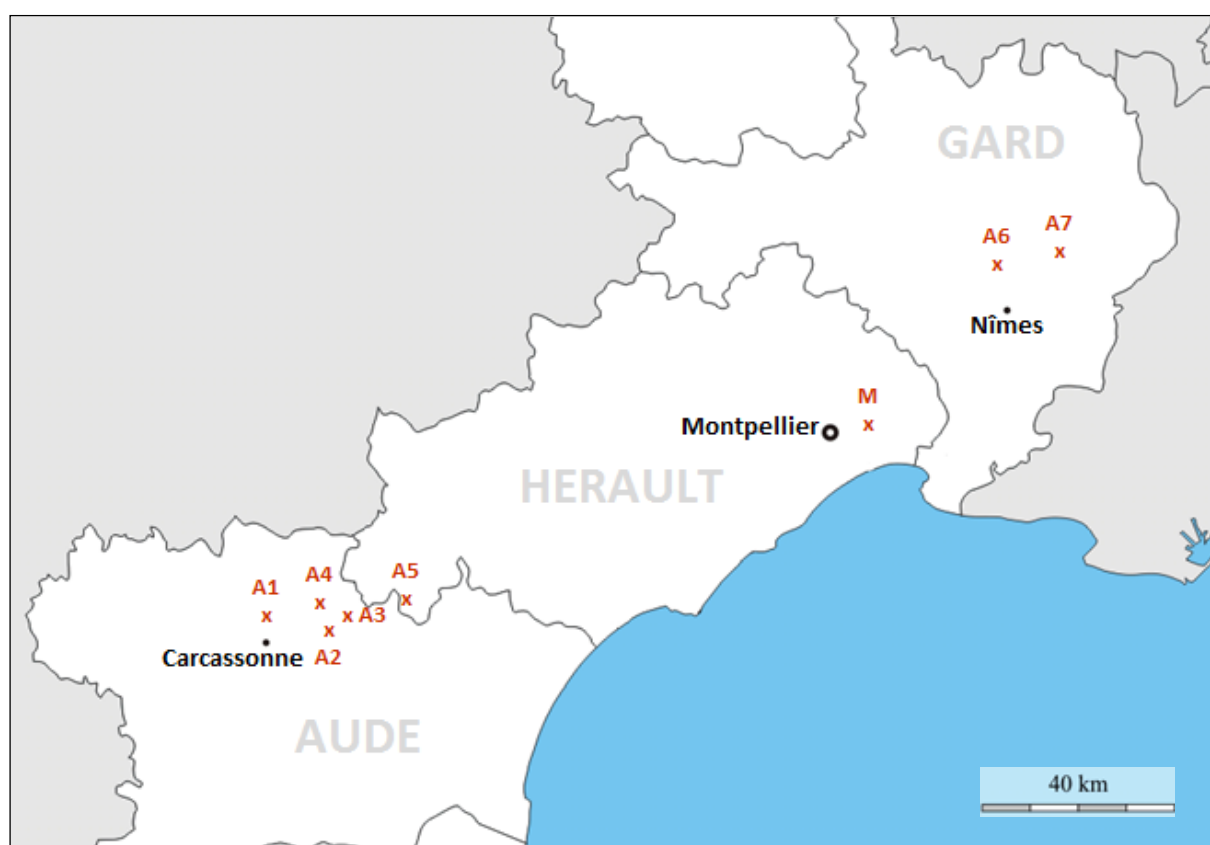 GARD
A7
A6
Nîmes
M
Montpellier
HERAULT
A5
A4
A1
A3
A2
Carcassonne
AUDE
40 km